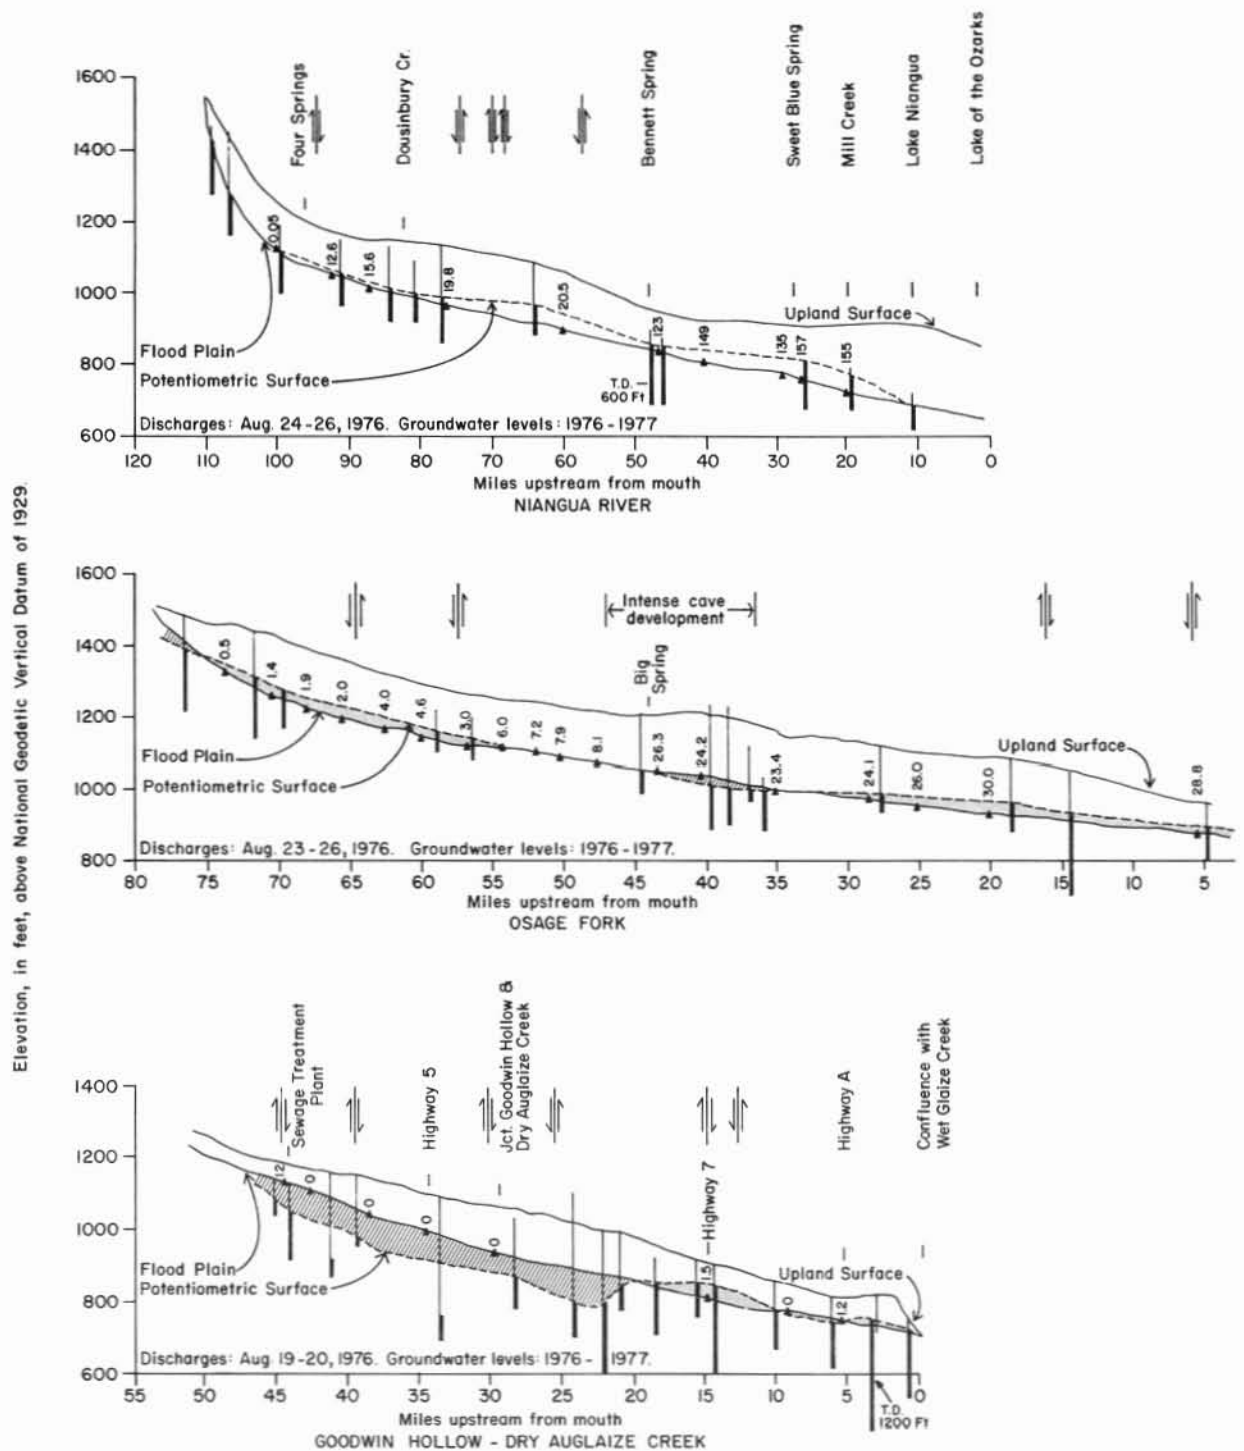 Elevation, in feet, above National Geodetic Vertical Datum of 1929.
1600
1400
1200
1000
800
600
Four Springs
Dousinbury Cr.
Bennett Spring
Sweet Blue Spring
Mill Creek
Lake Niangua
Lake of the Ozarks
0.05
12.6
15.6
19.8
20.5
123
149
135
157
155
Upland Surface
Flood Plain
Potentiometric Surface
T.D.
600 Ft
Discharges: Aug. 24-26, 1976. Groundwater levels: 1976-1977
120 110 100 90 80 70 60 50 40 30 20 10 0
Miles upstream from mouth
NIANGUA RIVER
1600
1400
1200
1000
800
Intense cave
development
Big
Spring
0.5
1.4
1.9
2.0
4.0
4.6
3.0
6.0
7.2
7.9
8.1
26.3
24.2
23.4
24.1
26.0
30.0
28.8
Upland Surface
Flood Plain
Potentiometric Surface
Discharges: Aug. 23-26, 1976. Groundwater levels: 1976-1977.
80 75 70 65 60 55 50 45 40 35 30 25 20 15 10 5
Miles upstream from mouth
OSAGE FORK
1400
1200
1000
800
600
Sewage Treatment
Plant
Highway 5
Jct. Goodwin Hollow &
Dry Auglaize Creek
Highway 7
Highway A
Confluence with
Wet Glaize Creek
0
0
0
0
1.5
0
1.2
Upland Surface
Flood Plain
Potentiometric Surface
Discharges: Aug. 19-20, 1976. Groundwater levels: 1976-1977.
T.D.
1200 Ft
55 50 45 40 35 30 25 20 15 10 5 0
Miles upstream from mouth
GOODWIN HOLLOW - DRY AUGLAIZE CREEK